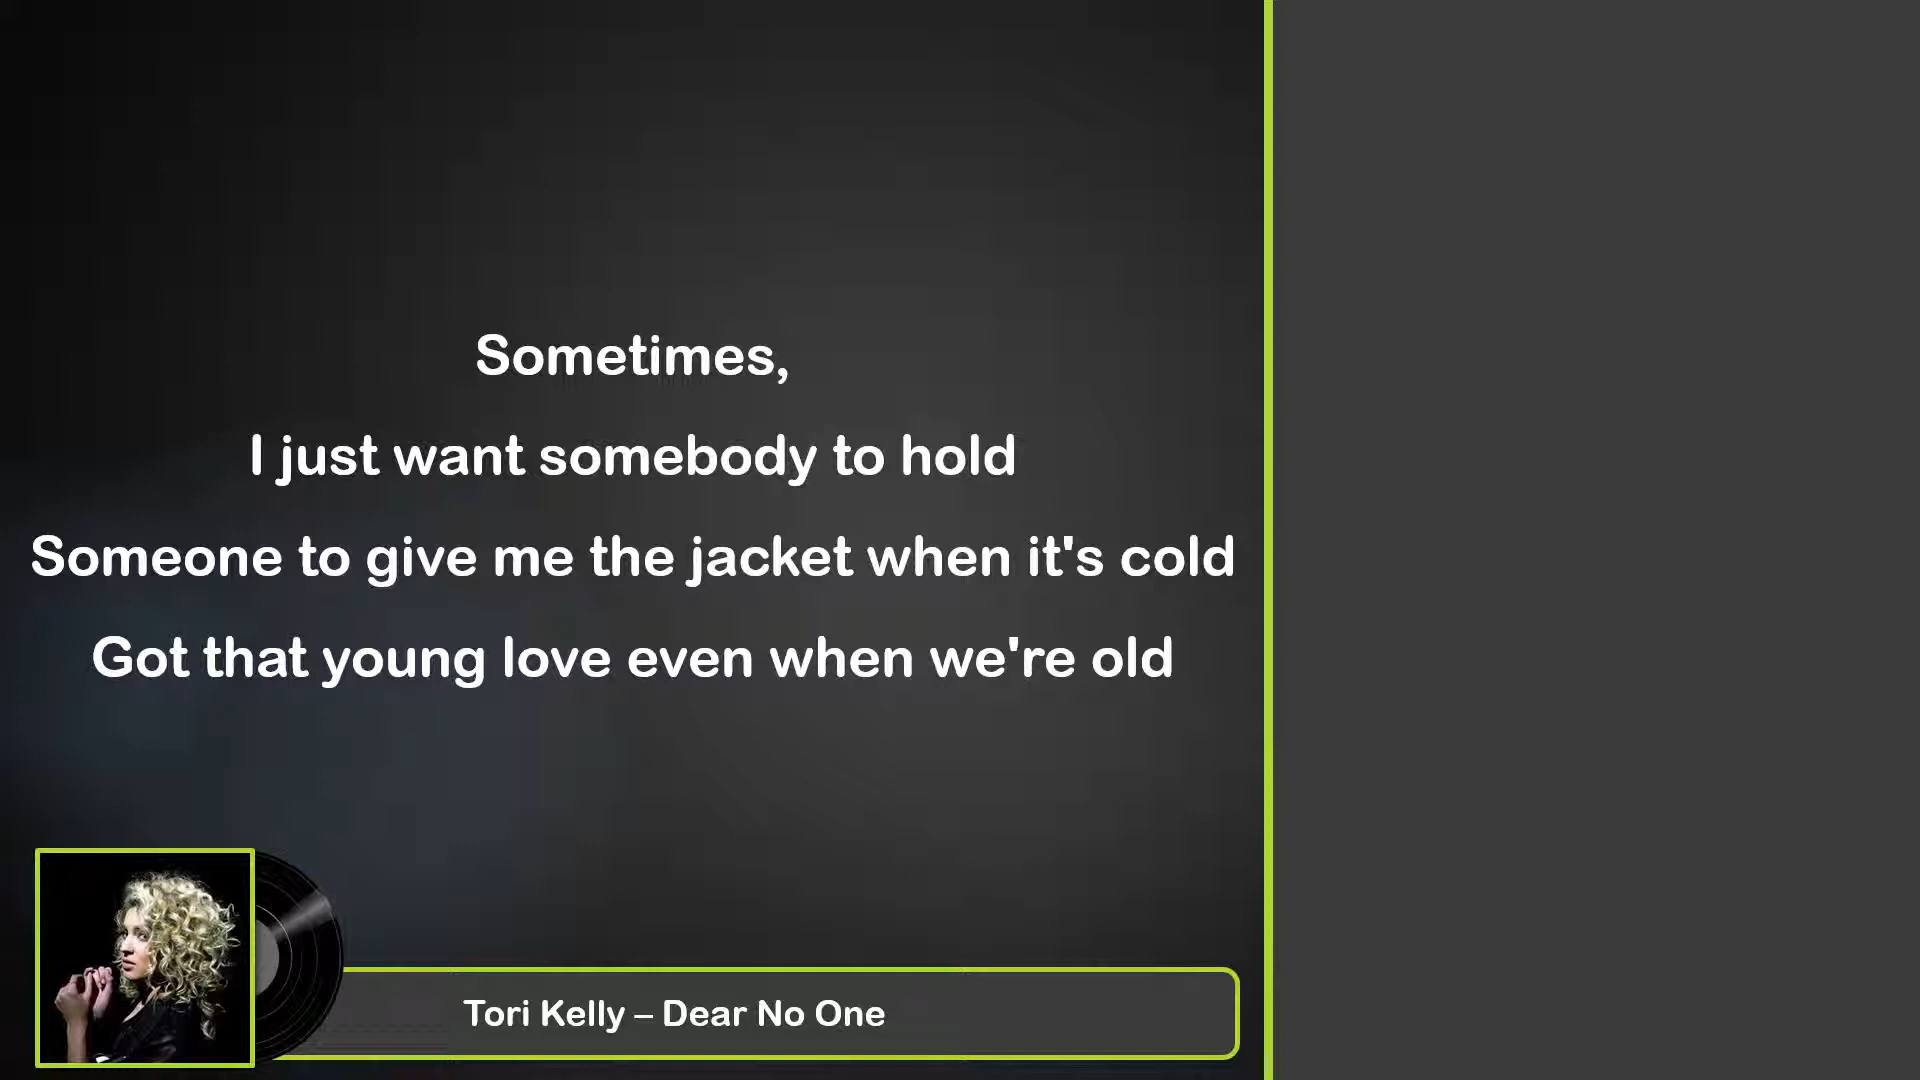 Sometimes,
I just want somebody to hold
Someone to give me the jacket when it's cold
Got that young love even when we're old
Tori Kelly – Dear No One